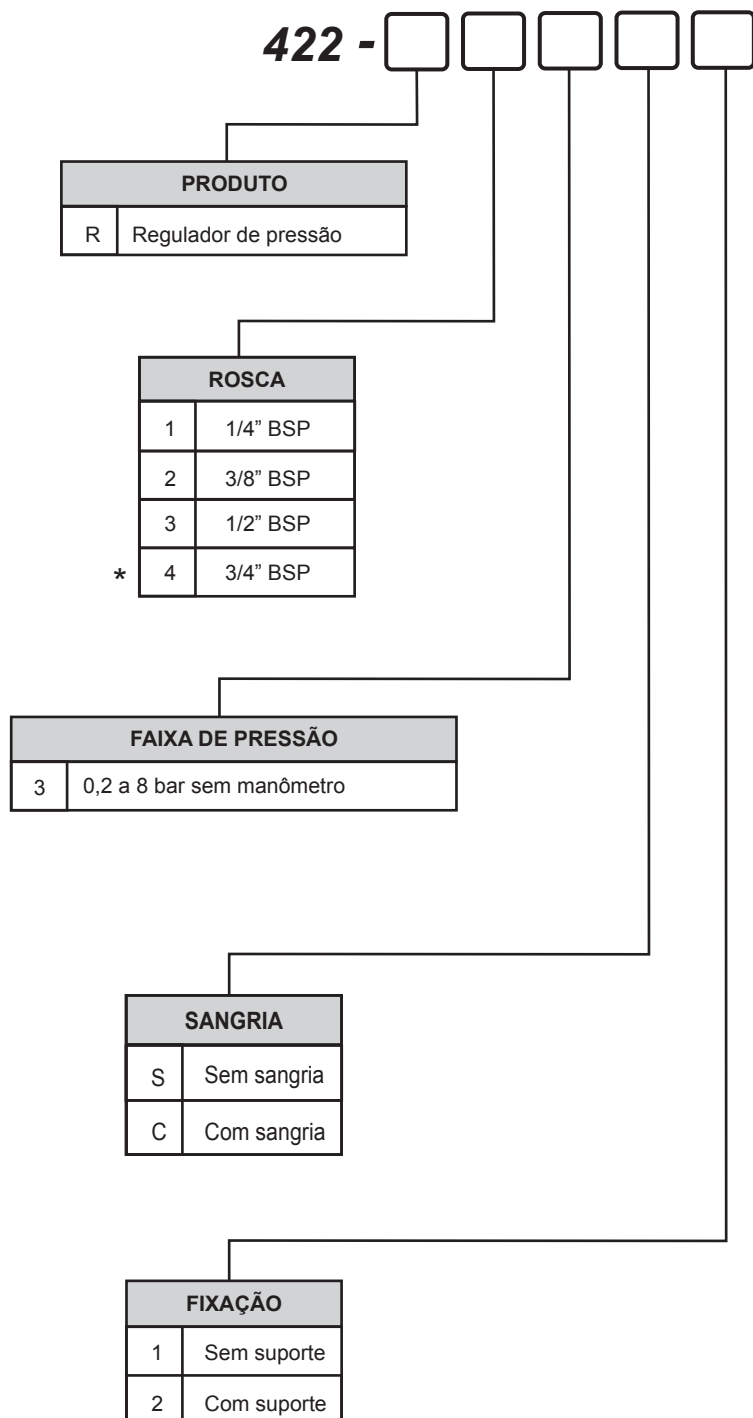 422 -
PRODUTO
R Regulador de pressão
ROSCA
1 1/4” BSP
2 3/8” BSP
3 1/2” BSP
* 4 3/4” BSP
FAIXA DE PRESSÃO
3 0,2 a 8 bar sem manômetro
SANGRIA
S Sem sangria
C Com sangria
FIXAÇÃO
1 Sem suporte
2 Com suporte